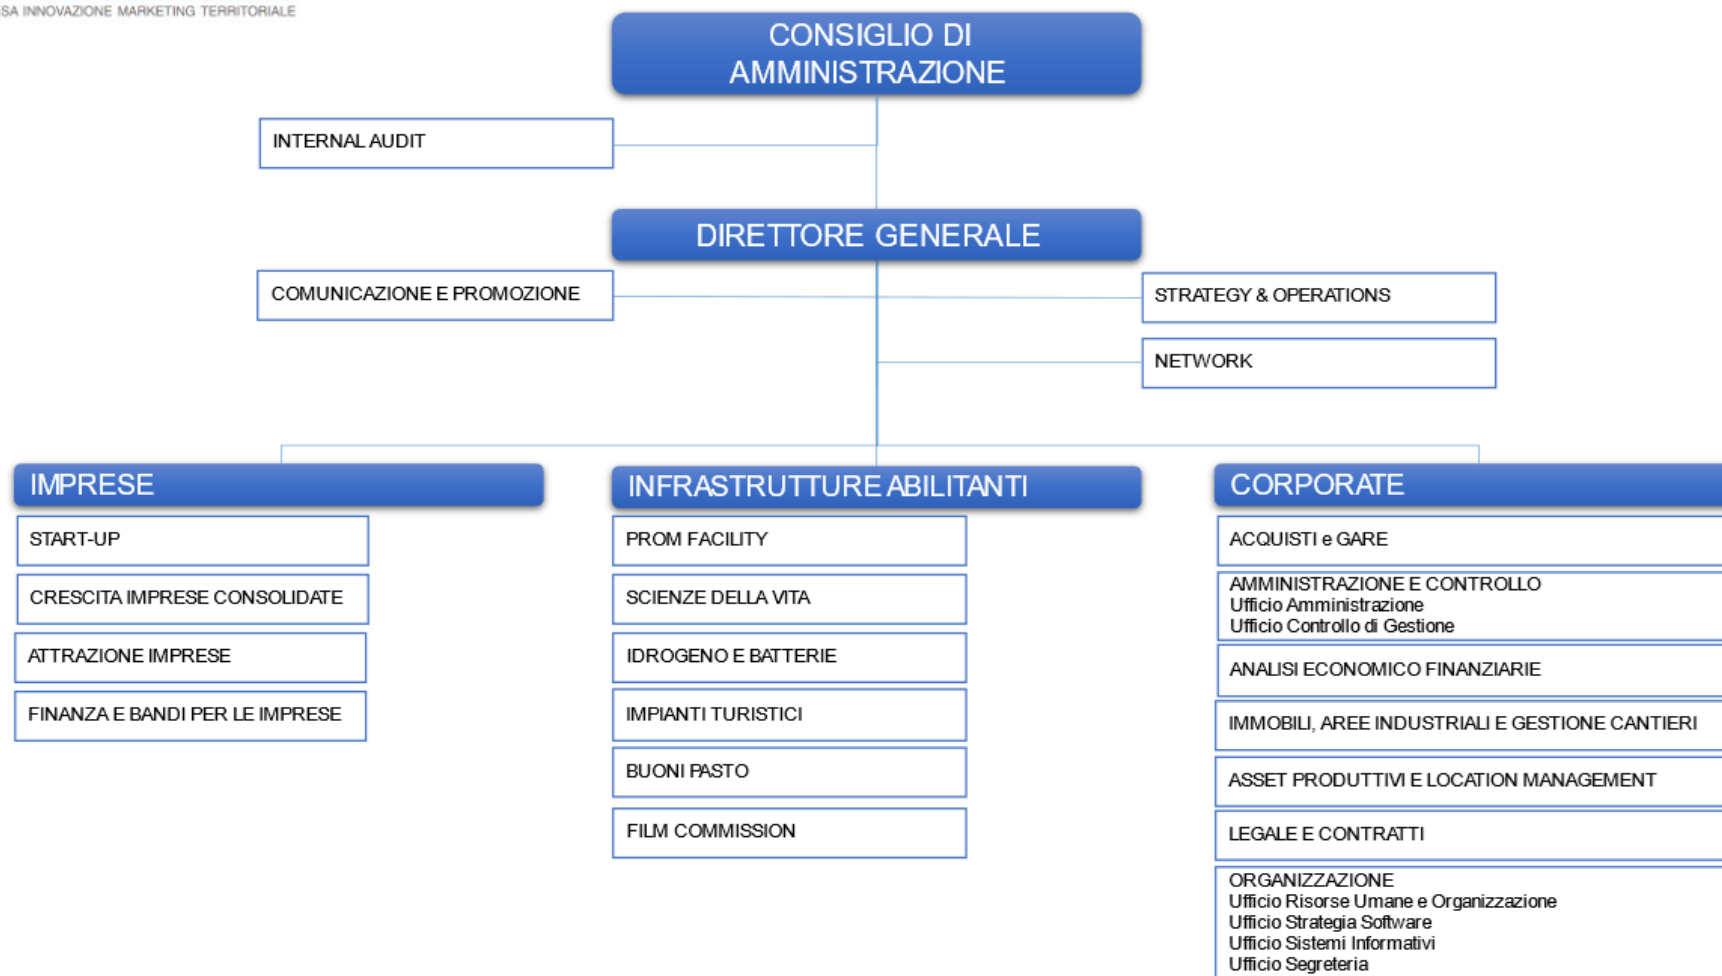 INNOVAZIONE MARKETING TERRITORIALE
CONSIGLIO DI
AMMINISTRAZIONE
INTERNAL AUDIT
DIRETTORE GENERALE
COMUNICAZIONE E PROMOZIONE
STRATEGY & OPERATIONS
NETWORK
IMPRESE
START-UP
CRESCITA IMPRESE CONSOLIDATE
ATTRAZIONE IMPRESE
FINANZA E BANDI PER LE IMPRESE
INFRASTRUTTURE ABILITANTI
PROM FACILITY
SCIENZE DELLA VITA
IDROGENO E BATTERIE
IMPIANTI TURISTICI
BUONI PASTO
FILM COMMISSION
CORPORATE
ACQUISTI e GARE
AMMINISTRAZIONE E CONTROLLO
Ufficio Amministrazione
Ufficio Controllo di Gestione
ANALISI ECONOMICO FINANZIARIE
IMMOBILI, AREE INDUSTRIALI E GESTIONE CANTIERI
ASSET PRODUTTIVI E LOCATION MANAGEMENT
LEGALE E CONTRATTI
ORGANIZZAZIONE
Ufficio Risorse Umane e Organizzazione
Ufficio Strategia Software
Ufficio Sistemi Informativi
Ufficio Segreteria